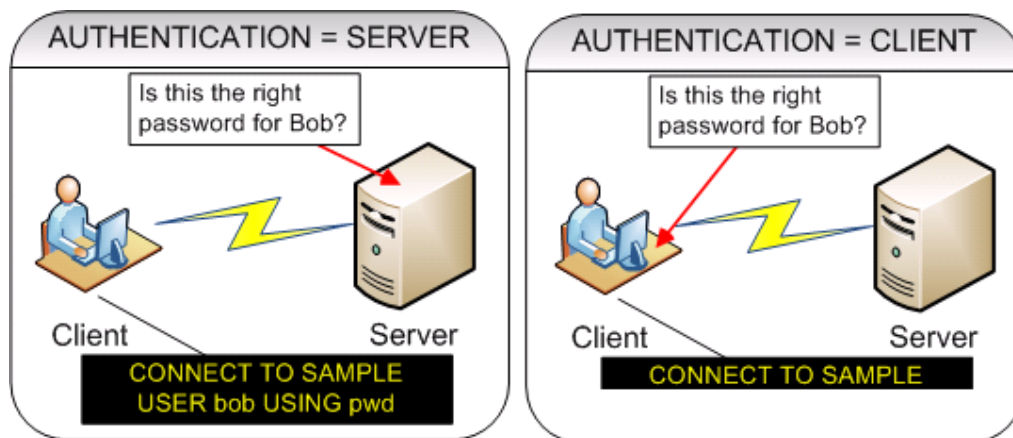 AUTHENTICATION = SERVER
Is this the right
password for Bob?
Client
Server
CONNECT TO SAMPLE
USER bob USING pwd
AUTHENTICATION = CLIENT
Is this the right
password for Bob?
Client
Server
CONNECT TO SAMPLE